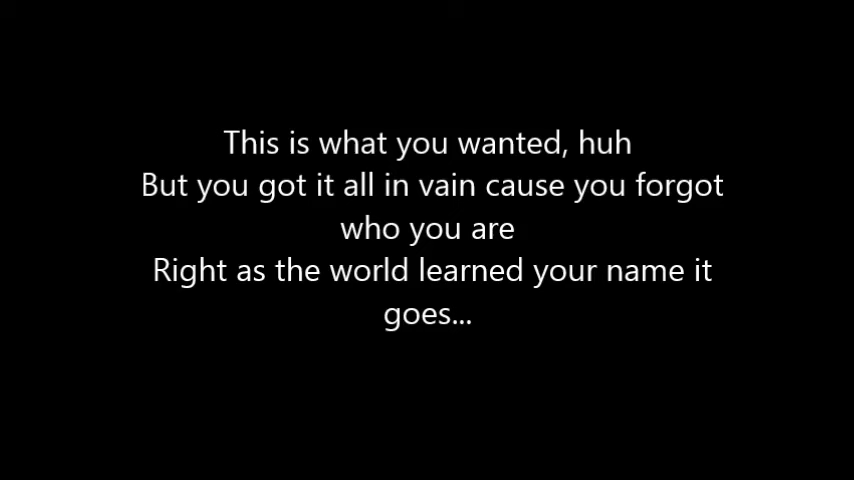 This is what you wanted, huh
But you got it all in vain cause you forgot
who you are
Right as the world learned your name it
goes...